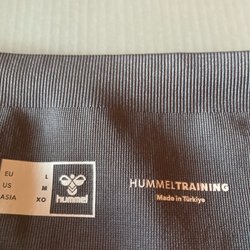 EU L
US M
ASIA XO
hummel
HUMMELTRAINING
Made in Türkiye